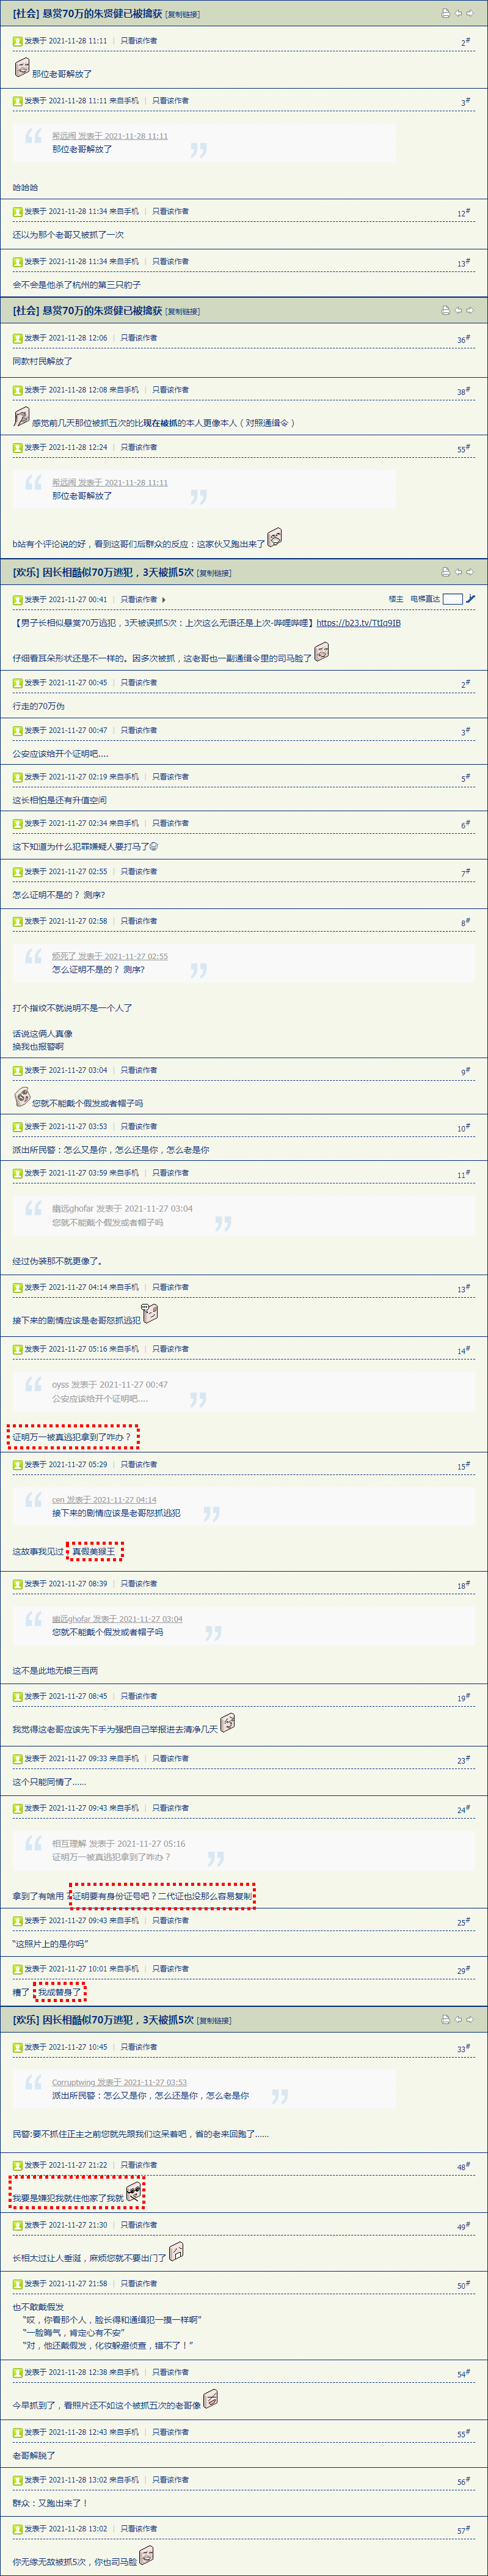 [社会] 悬赏70万的朱贤健已被擒获 [复制链接]
发表于 2021-11-28 11:11 | 只看该作者
2#
那位老哥解放了
发表于 2021-11-28 11:11 来自手机 | 只看该作者
3#
希远阁 发表于 2021-11-28 11:11
那位老哥解放了
哈哈哈
发表于 2021-11-28 11:34 来自手机 | 只看该作者
12#
还以为那个老哥又被抓了一次
发表于 2021-11-28 11:34 来自手机 | 只看该作者
13#
会不会是他杀了杭州的第三只豹子
[社会] 悬赏70万的朱贤健已被擒获 [复制链接]
发表于 2021-11-28 12:06 | 只看该作者
36#
同款村民解放了
发表于 2021-11-28 12:08 来自手机 | 只看该作者
38#
感觉前几天那位被抓五次的比现在被抓的本人更像本人（对照通缉令）
发表于 2021-11-28 12:24 | 只看该作者
55#
希远阁 发表于 2021-11-28 11:11
那位老哥解放了
b站有个评论说的好，看到这哥们后群众的反应：这家伙又跑出来了
[欢乐] 因长相酷似70万逃犯，3天被抓5次 [复制链接]
发表于 2021-11-27 00:41 | 只看该作者
楼主 电梯直达
【男子长相似悬赏70万逃犯，3天被误抓5次：上次这么无语还是上次-哔哩哔哩】https://b23.tv/TtIq9IB
仔细看耳朵形状还是不一样的。因多次被抓，这老哥也一副通缉令里的司马脸了
发表于 2021-11-27 00:45 | 只看该作者
2#
行走的70万伪
发表于 2021-11-27 00:47 | 只看该作者
3#
公安应该给开个证明吧....
发表于 2021-11-27 02:19 来自手机 | 只看该作者
5#
这长相怕是还有升值空间
发表于 2021-11-27 02:34 来自手机 | 只看该作者
6#
这下知道为什么犯罪嫌疑人要打马了
发表于 2021-11-27 02:55 | 只看该作者
7#
怎么证明不是的？ 测序?
发表于 2021-11-27 02:58 | 只看该作者
8#
烦死了 发表于 2021-11-27 02:55
怎么证明不是的？ 测序?
打个指纹不就说明不是一个人了
话说这俩人真像
换我也报警啊
发表于 2021-11-27 03:04 | 只看该作者
9#
您就不能戴个假发或者帽子吗
发表于 2021-11-27 03:53 | 只看该作者
10#
派出所民警：怎么又是你，怎么还是你，怎么老是你
发表于 2021-11-27 03:59 来自手机 | 只看该作者
11#
幽远ghofar 发表于 2021-11-27 03:04
您就不能戴个假发或者帽子吗
经过伪装那不就更像了。
发表于 2021-11-27 04:14 来自手机 | 只看该作者
13#
接下来的剧情应该是老哥怒抓逃犯
发表于 2021-11-27 05:16 来自手机 | 只看该作者
14#
oyss 发表于 2021-11-27 00:47
公安应该给开个证明吧....
证明万一被真逃犯拿到了咋办？
发表于 2021-11-27 05:29 | 只看该作者
15#
cen 发表于 2021-11-27 04:14
接下来的剧情应该是老哥怒抓逃犯
这故事我见过 真假美猴王
发表于 2021-11-27 08:39 | 只看该作者
18#
幽远ghofar 发表于 2021-11-27 03:04
您就不能戴个假发或者帽子吗
这不是此地无银三百两
发表于 2021-11-27 08:45 | 只看该作者
19#
我觉得这老哥应该先下手为强把自己举报进去清净几天
发表于 2021-11-27 09:33 来自手机 | 只看该作者
23#
这个只能同情了......
发表于 2021-11-27 09:43 来自手机 | 只看该作者
24#
相互理解 发表于 2021-11-27 05:16
证明万一被真逃犯拿到了咋办？
拿到了有啥用？证明要有身份证号吧？二代证也没那么容易复制
发表于 2021-11-27 09:43 来自手机 | 只看该作者
25#
“这照片上的是你吗”
发表于 2021-11-27 10:01 来自手机 | 只看该作者
29#
糟了 我成替身了
[欢乐] 因长相酷似70万逃犯，3天被抓5次 [复制链接]
发表于 2021-11-27 10:45 | 只看该作者
33#
Corruptwing 发表于 2021-11-27 03:53
派出所民警：怎么又是你，怎么还是你，怎么老是你
民警:要不抓住正主之前您就先跟我们这呆着吧，省的老来回跑了......
发表于 2021-11-27 21:22 | 只看该作者
48#
我要是嫌犯我就住他家了我就
发表于 2021-11-27 21:30 | 只看该作者
49#
长相太过让人垂涎，麻烦您就不要出门了
发表于 2021-11-27 21:58 | 只看该作者
50#
也不敢戴假发
“哎，你看那个人，脸长得和通缉犯一摸一样啊”
“一脸晦气，肯定心有不安”
“对，他还戴假发，化妆躲避侦查，错不了！”
发表于 2021-11-28 12:38 来自手机 | 只看该作者
54#
今早抓到了，看照片还不如这个被抓五次的老哥像
发表于 2021-11-28 12:43 来自手机 | 只看该作者
55#
老哥解脱了
发表于 2021-11-28 13:02 来自手机 | 只看该作者
56#
群众：又跑出来了！
发表于 2021-11-28 13:02 | 只看该作者
57#
你无缘无故被抓5次，你也司马脸